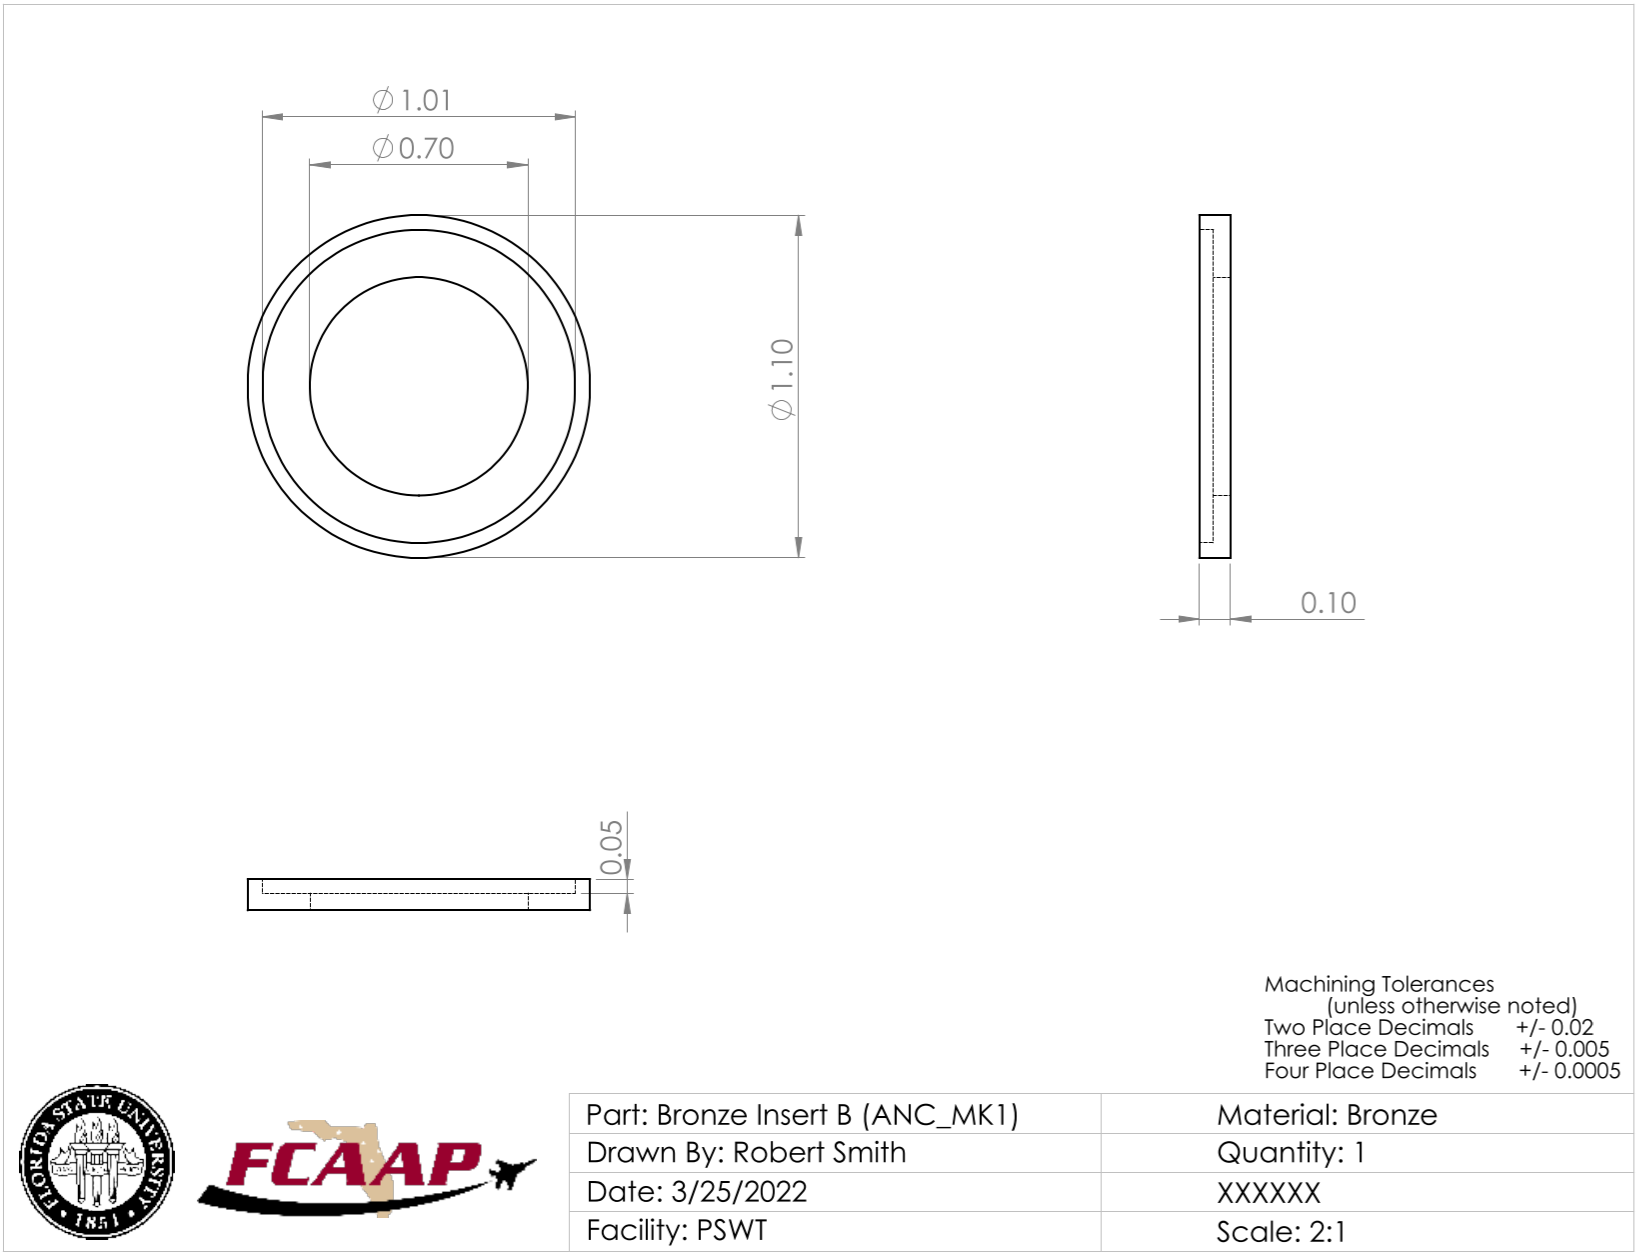 ∅1.01
∅0.70
∅1.10
0.10
0.05
Machining Tolerances
(unless otherwise noted)
Two Place Decimals +/- 0.02
Three Place Decimals +/- 0.005
Four Place Decimals +/- 0.0005
FLORIDA STATE UNIVERSITY
1851
FCAAP
Part: Bronze Insert B (ANC_MK1)
Material: Bronze
Drawn By: Robert Smith
Quantity: 1
Date: 3/25/2022
XXXXXX
Facility: PSWT
Scale: 2:1